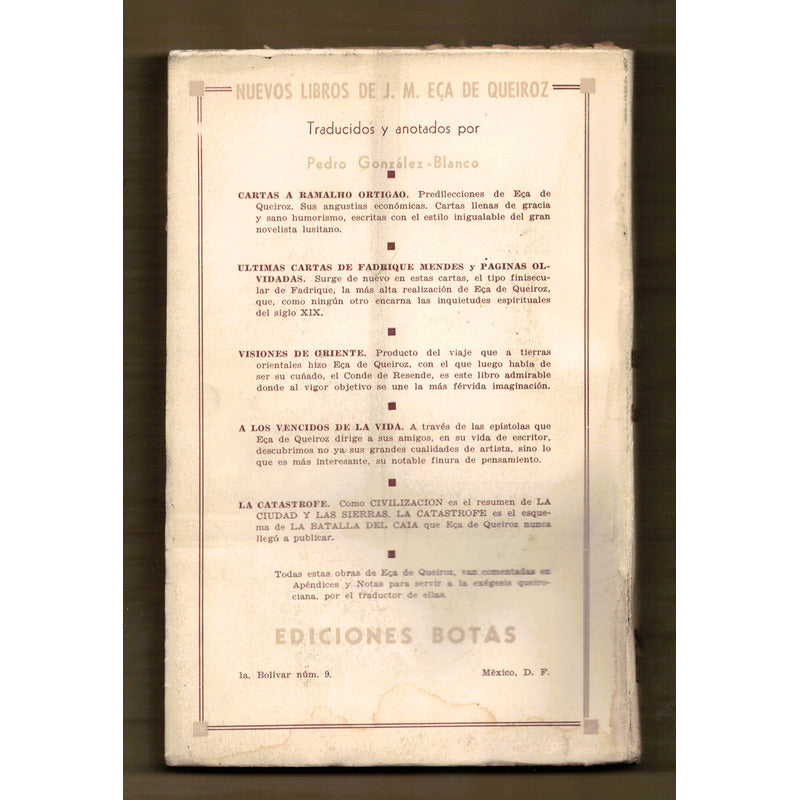 NUEVOS LIBROS DE J. M. EÇA DE QUEIROZ
Traducidos y anotados por
Pedro González-Blanco
CARTAS A RAMALHO ORTIGAO. Predilecciones de Eça de
Queiroz. Sus angustias económicas. Cartas llenas de gracia
y sano humorismo, escritas con el estilo inigualable del gran
novelista lusitano.
ULTIMAS CARTAS DE FADRIQUE MENDES y PAGINAS OL-
VIDADAS. Surge de nuevo en estas cartas, el tipo finisecu-
lar de Fadrique, la más alta realización de Eça de Queiroz,
que, como ningún otro encarna las inquietudes espirituales
del siglo XIX.
VISIONES DE ORIENTE. Producto del viaje que a tierras
orientales hizo Eça de Queiroz, con el que luego había de
ser su cuñado, el Conde de Resende, es este libro admirable
donde al vigor objetivo se une la más férvida imaginación.
A LOS VENCIDOS DE LA VIDA. A través de las epistolas que
Eça de Queiroz dirige a sus amigos, en su vida de escritor,
descubrimos no ya sus grandes cualidades de artista, sino lo
que es más interesante, su notable finura de pensamiento.
LA CATASTROFE. Como CIVILIZACION es el resumen de LA
CIUDAD Y LAS SIERRAS, LA CATASTROFE es el esque-
ma de LA BATALLA DEL CAIA que Eça de Queiroz nunca
llegó a publicar.
Todas estas obras de Eça de Queiroz, van comentadas en
Apéndices y Notas para servir a la exégesis queiro-
ciana, por el traductor de ellas.
EDICIONES BOTAS
1a. Bolívar núm. 9.
México, D. F.